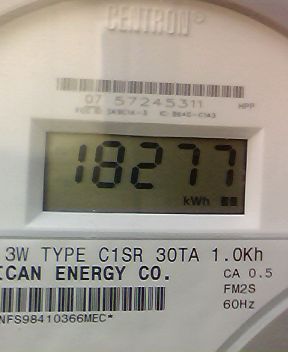 CENTRON®
07 57245311 HPP
18277
kWh
3W TYPE C1SR 30TA 1.0Kh
ICAN ENERGY CO. CA 0.5
FM2S
60Hz
NFS98410366MEC*